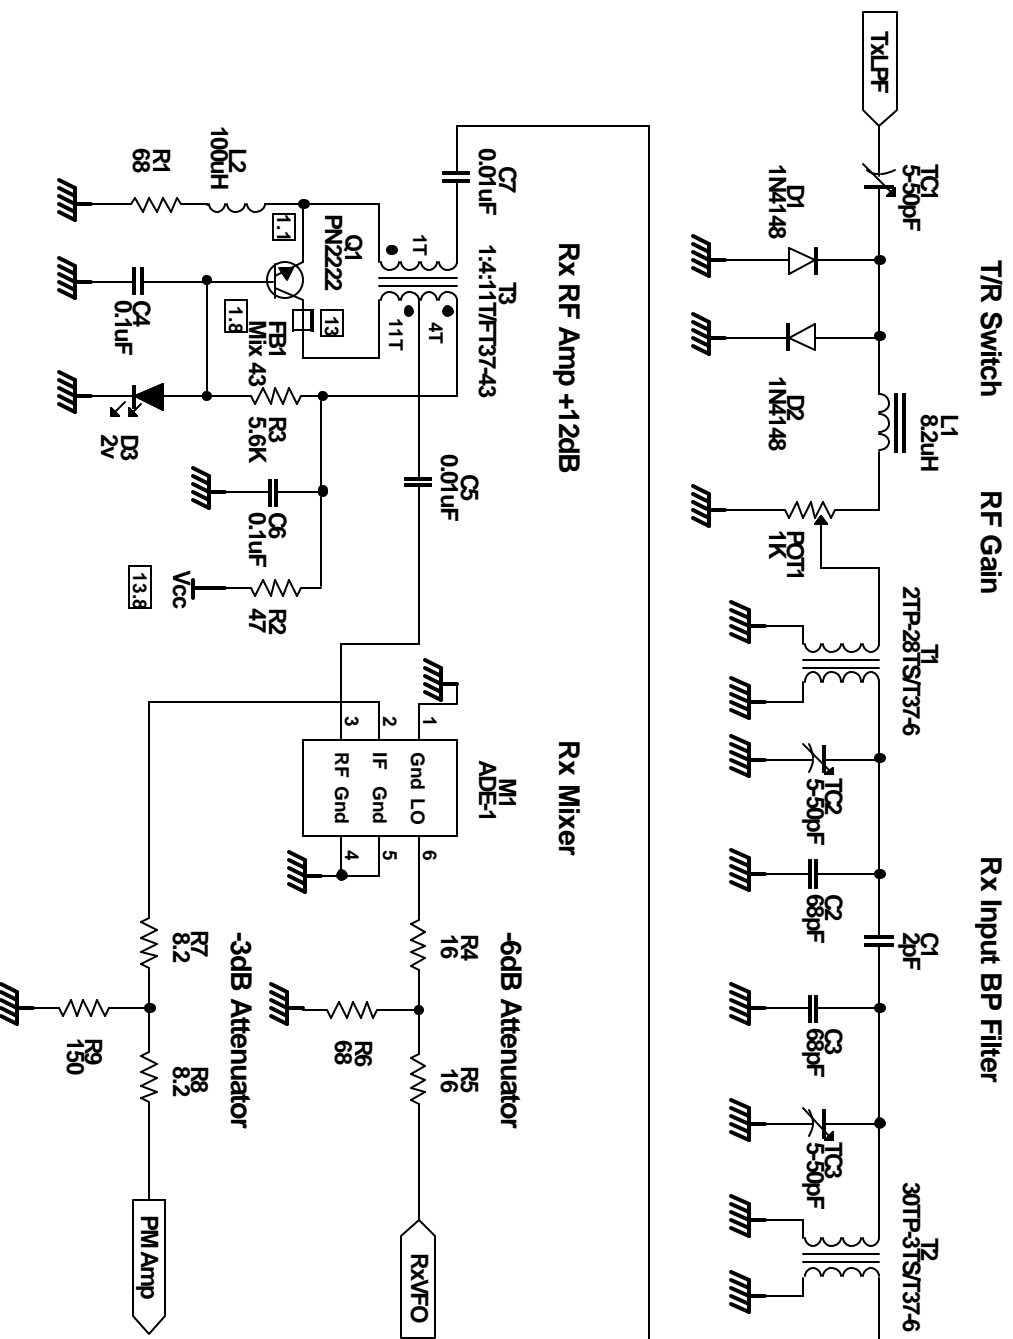 T/R Switch
RF Gain
Rx Input BP Filter
TxLPF
TC1
5-50pF
D1
1N4148
D2
1N4148
L1
8.2uH
POT1
1K
T1
2TP-28TS/T37-6
TC2
5-50pF
C2
68pF
C1
2pF
C3
68pF
TC3
5-50pF
T2
30TP-3TS/T37-6
Rx RF Amp +12dB
Rx Mixer
C7
0.01uF
T3
1:4:11T/FT37-43
1T
4T
11T
L2
100uH
R1
68
Q1
PN2222
1.1
1.8
13
FB1
Mix 43
C4
0.1uF
D3
2v
R3
5.6K
C6
0.1uF
C5
0.01uF
R2
47
Vcc
13.8
M1
ADE-1
1
2
3
Gnd LO
IF Gnd
RF Gnd
6
5
4
-6dB Attenuator
R4
16
R5
16
R6
68
RxVFO
-3dB Attenuator
R7
8.2
R8
8.2
R9
150
PM Amp